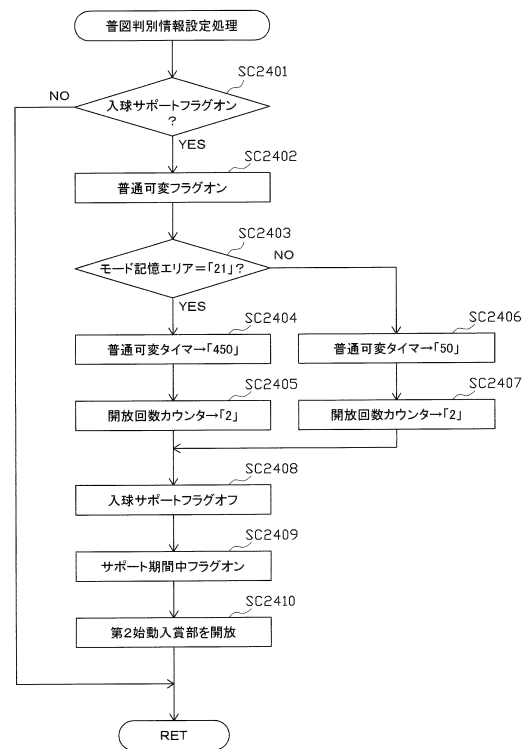 普図判別情報設定処理
SC2401
NO
入球サポートフラグオン
?
YES
SC2402
普通可変フラグオン
SC2403
モード記憶エリア=「21」?
NO
YES
SC2404
普通可変タイマ→「450」
SC2406
普通可変タイマ→「50」
SC2405
開放回数カウンタ→「2」
SC2407
開放回数カウンタ→「2」
SC2408
入球サポートフラグオフ
SC2409
サポート期間中フラグオン
SC2410
第2始動入賞部を開放
RET